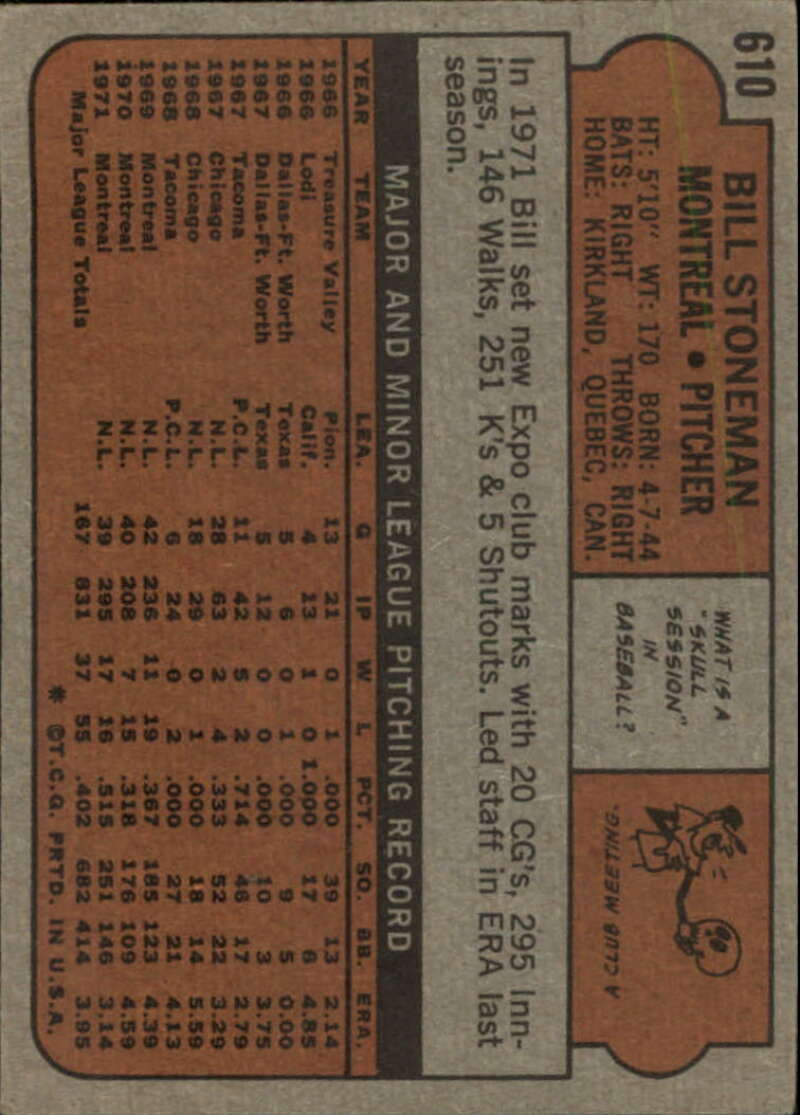 610
BILL STONEMAN
MONTREAL • PITCHER
HT: 5'10" WT: 170 BORN: 4-7-44
BATS: RIGHT THROWS: RIGHT
HOME: KIRKLAND, QUEBEC, CAN.
WHAT IS A
"SKULL
SESSION"
IN
BASEBALL?
A CLUB MEETING.
In 1971 Bill set new Expo club marks with 20 CG's, 295 Inn-
ings, 146 Walks, 251 K's & 5 Shutouts. Led staff in ERA last
season.
MAJOR AND MINOR LEAGUE PITCHING RECORD
YEAR TEAM LEA. G IP W L PCT. SO. BB. ERA.
1966 Treasure Valley Pion. 13 21 0 1 .000 39 13 2.14
1966 Lodi Calif. 4 13 1 0 1.000 17 6 4.85
1966 Dallas-Ft. Worth Texas 5 6 0 1 .000 9 5 0.00
1967 Dallas-Ft. Worth Texas 5 12 0 0 .000 10 3 3.75
1967 Tacoma P.C.L. 11 42 5 2 .714 46 17 2.79
1967 Chicago N.L. 28 63 2 4 .333 52 22 3.29
1968 Chicago N.L. 18 29 0 1 .000 18 14 5.59
1968 Tacoma P.C.L. 6 24 0 2 .000 27 21 4.13
1969 Montreal N.L. 42 236 11 19 .367 185 123 4.39
1970 Montreal N.L. 40 208 7 15 .318 176 109 4.59
1971 Montreal N.L. 39 295 17 16 .515 251 146 3.14
Major League Totals 167 831 37 55 .402 682 414 3.95
* ©T.C.G. PRTD. IN U.S.A.